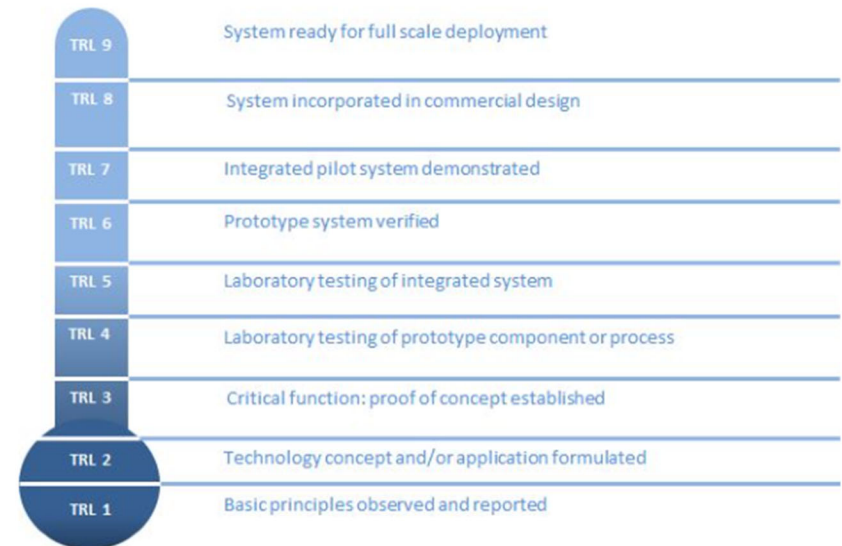 TRL 9 System ready for full scale deployment
TRL 8 System incorporated in commercial design
TRL 7 Integrated pilot system demonstrated
TRL 6 Prototype system verified
TRL 5 Laboratory testing of integrated system
TRL 4 Laboratory testing of prototype component or process
TRL 3 Critical function: proof of concept established
TRL 2 Technology concept and/or application formulated
TRL 1 Basic principles observed and reported